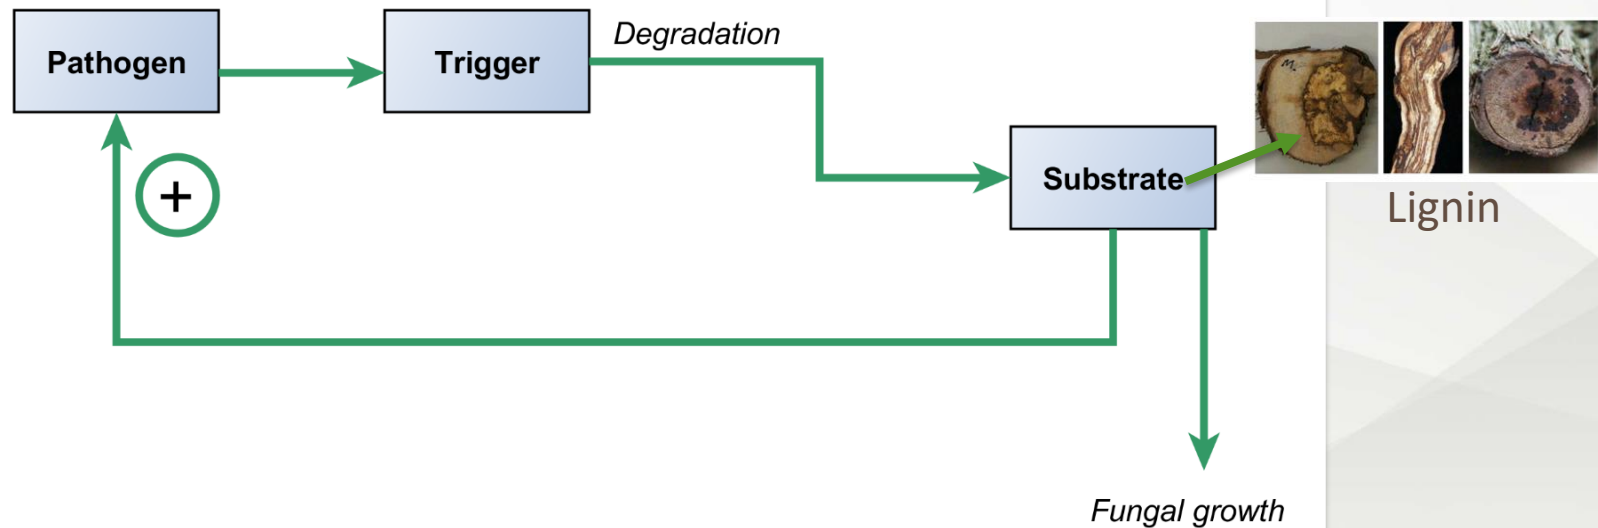 Degradation
Pathogen
Trigger
+
Substrate
Lignin
Fungal growth